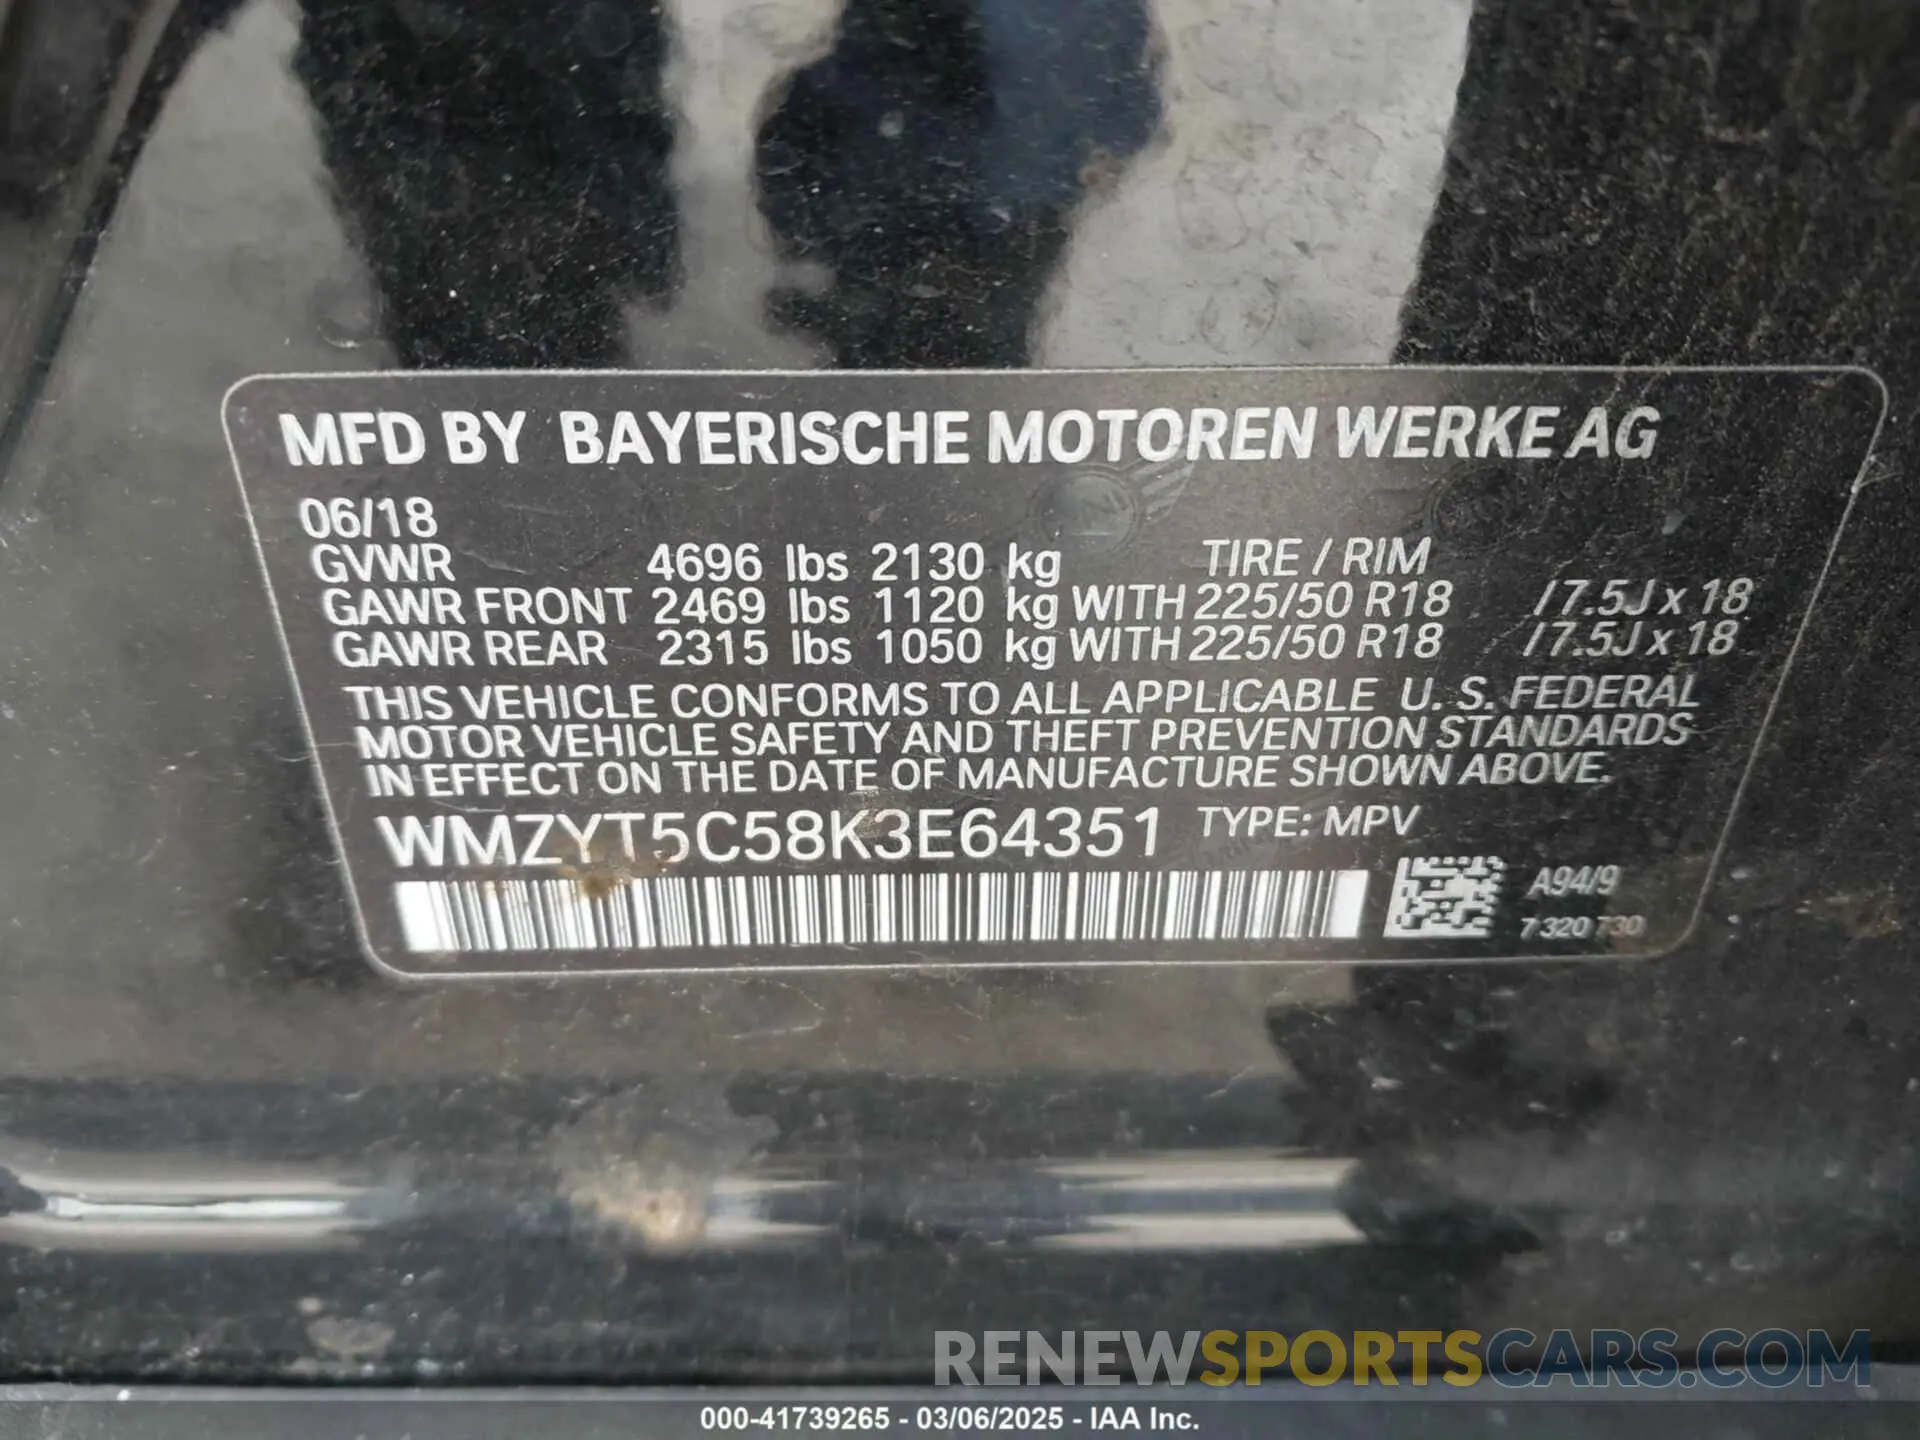 MFD BY BAYERISCHE MOTOREN WERKE AG
06/18
GVWR 4696 lbs 2130 kg TIRE / RIM
GAWR FRONT 2469 lbs 1120 kg WITH 225/50 R18 / 7.5J x 18
GAWR REAR 2315 lbs 1050 kg WITH 225/50 R18 / 7.5J x 18
THIS VEHICLE CONFORMS TO ALL APPLICABLE U. S. FEDERAL
MOTOR VEHICLE SAFETY AND THEFT PREVENTION STANDARDS
IN EFFECT ON THE DATE OF MANUFACTURE SHOWN ABOVE.
WMZYT5C58K3E64351 TYPE: MPV
A94/9
7 320 730
RENEWSPORTSCARS.COM
000-41739265 - 03/06/2025 - IAA Inc.